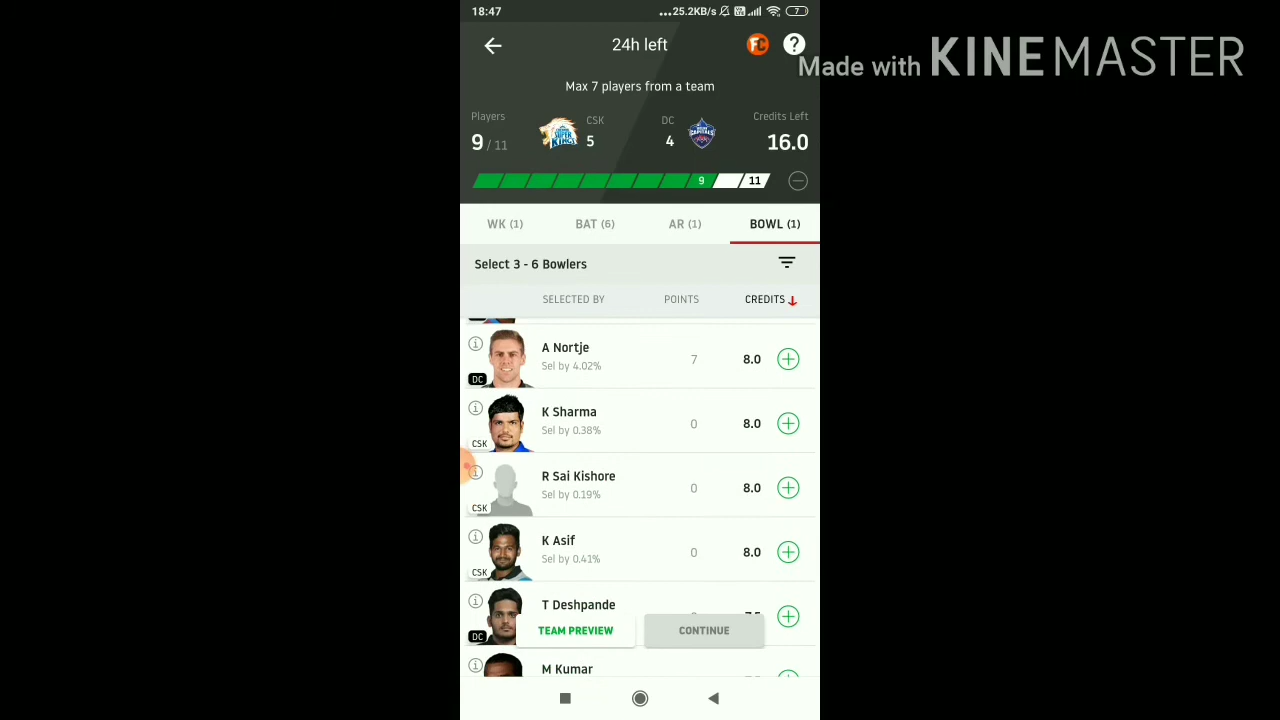 18:47
...25.2KB/s
7
24h left
FC
?
Made with KINEMASTER
Max 7 players from a team
Players
CSK
DC
Credits Left
9 / 11
5
4
16.0
9
11
WK (1)
BAT (6)
AR (1)
BOWL (1)
Select 3 - 6 Bowlers
SELECTED BY
POINTS
CREDITS
A Nortje
Sel by 4.02%
7
8.0
DC
K Sharma
Sel by 0.38%
0
8.0
CSK
R Sai Kishore
Sel by 0.19%
0
8.0
CSK
K Asif
Sel by 0.41%
0
8.0
CSK
T Deshpande
DC
TEAM PREVIEW
CONTINUE
M Kumar